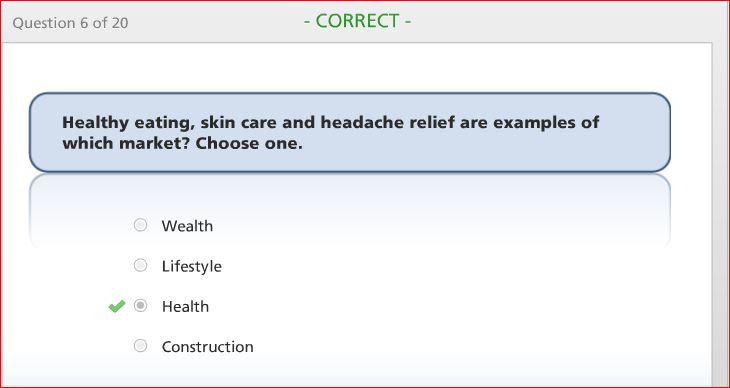 Question 6 of 20
- CORRECT -
Healthy eating, skin care and headache relief are examples of
which market? Choose one.
Wealth
Lifestyle
Health
Construction